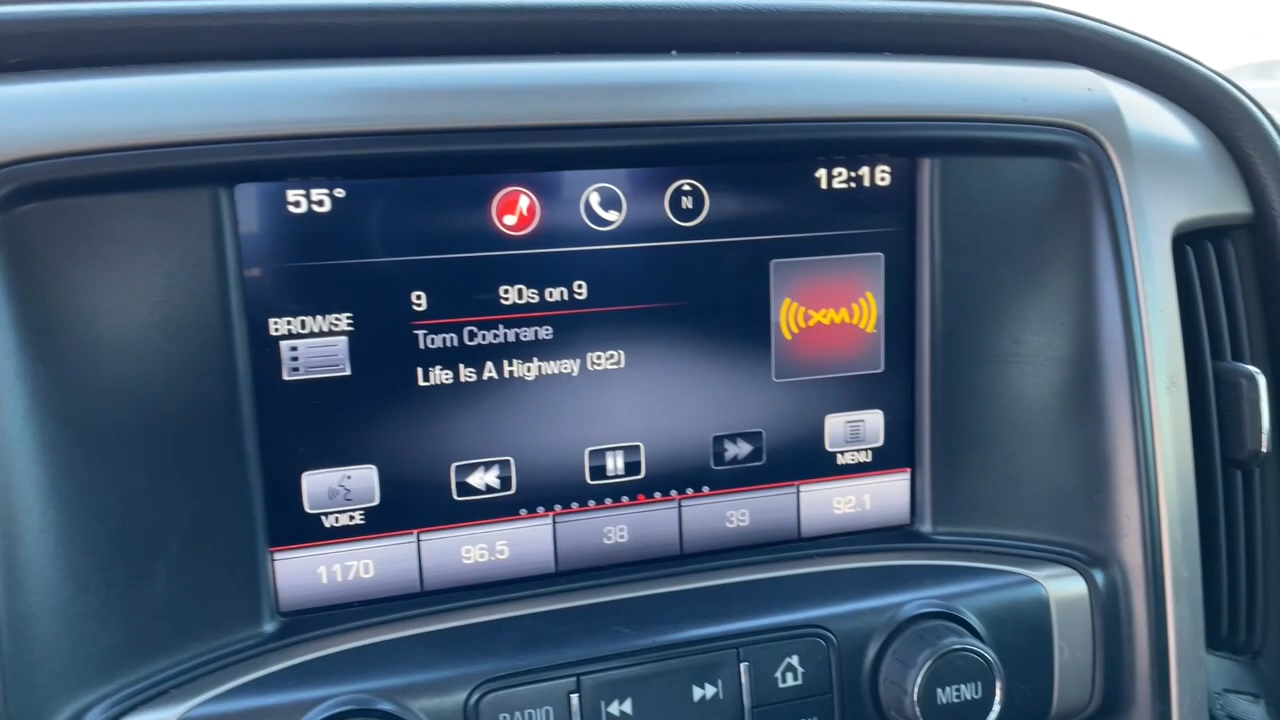 55°
N
12:16
9 90s on 9
Tom Cochrane
Life Is A Highway (92)
BROWSE
((((XM))))
VOICE
MENU
1170
96.5
38
39
92.1
RADIO
MENU